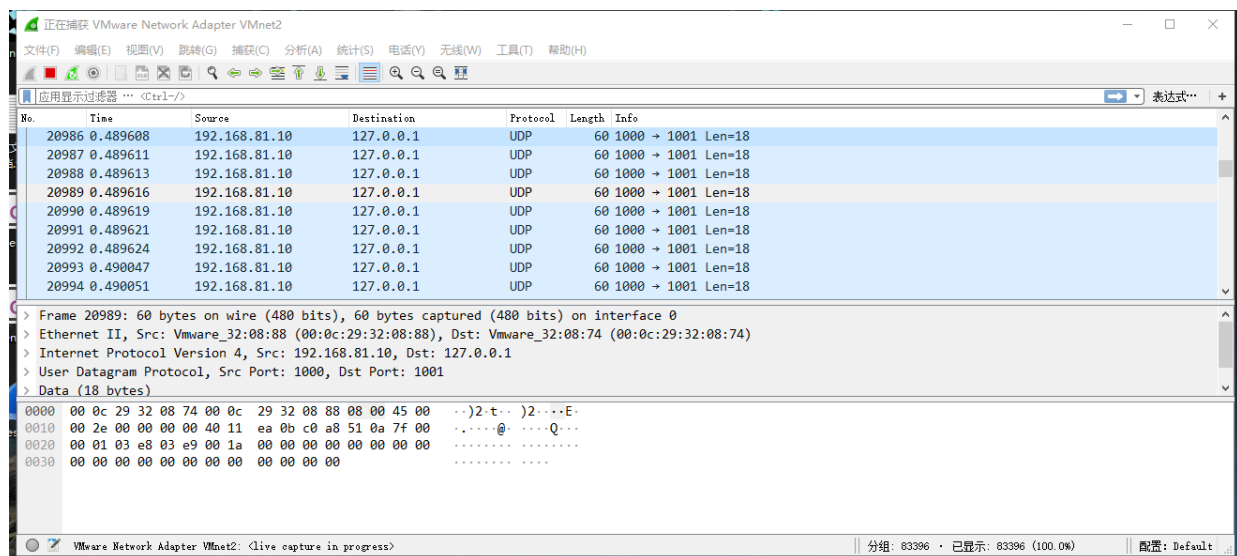 正在捕获 VMware Network Adapter VMnet2
文件(F) 编辑(E) 视图(V) 跳转(G) 捕获(C) 分析(A) 统计(S) 电话(Y) 无线(W) 工具(T) 帮助(H)
应用显示过滤器 … <Ctrl-/> 表达式… +
No. Time Source Destination Protocol Length Info
20986 0.489608 192.168.81.10 127.0.0.1 UDP 60 1000 → 1001 Len=18
20987 0.489611 192.168.81.10 127.0.0.1 UDP 60 1000 → 1001 Len=18
20988 0.489613 192.168.81.10 127.0.0.1 UDP 60 1000 → 1001 Len=18
20989 0.489616 192.168.81.10 127.0.0.1 UDP 60 1000 → 1001 Len=18
20990 0.489619 192.168.81.10 127.0.0.1 UDP 60 1000 → 1001 Len=18
20991 0.489621 192.168.81.10 127.0.0.1 UDP 60 1000 → 1001 Len=18
20992 0.489624 192.168.81.10 127.0.0.1 UDP 60 1000 → 1001 Len=18
20993 0.490047 192.168.81.10 127.0.0.1 UDP 60 1000 → 1001 Len=18
20994 0.490051 192.168.81.10 127.0.0.1 UDP 60 1000 → 1001 Len=18
> Frame 20989: 60 bytes on wire (480 bits), 60 bytes captured (480 bits) on interface 0
> Ethernet II, Src: Vmware_32:08:88 (00:0c:29:32:08:88), Dst: Vmware_32:08:74 (00:0c:29:32:08:74)
> Internet Protocol Version 4, Src: 192.168.81.10, Dst: 127.0.0.1
> User Datagram Protocol, Src Port: 1000, Dst Port: 1001
> Data (18 bytes)
0000 00 0c 29 32 08 74 00 0c 29 32 08 88 08 00 45 00 ··)2·t·· )2····E·
0010 00 2e 00 00 00 00 40 11 ea 0b c0 a8 51 0a 7f 00 ·.····@· ····Q···
0020 00 01 03 e8 03 e9 00 1a 00 00 00 00 00 00 00 00 ········ ········
0030 00 00 00 00 00 00 00 00 00 00 00 00 ········ ····
VMware Network Adapter VMnet2: <live capture in progress> 分组: 83396 · 已显示: 83396 (100.0%) 配置: Default